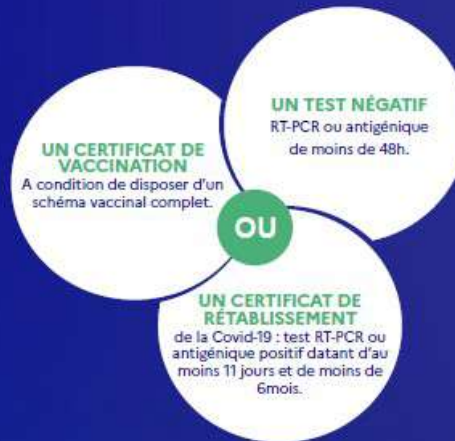 UN TEST NÉGATIF
RT-PCR ou antigénique
de moins de 48h.
UN CERTIFICAT DE
VACCINATION
A condition de disposer d'un
schéma vaccinal complet.
OU
UN CERTIFICAT DE
RÉTABLISSEMENT
de la Covid-19 : test RT-PCR ou
antigénique positif datant d'au
moins 11 jours et de moins de
6mois.